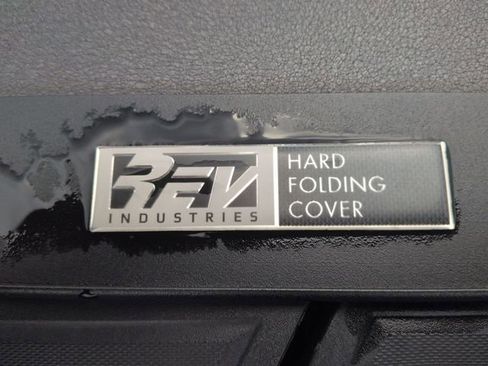 REV
INDUSTRIES
HARD
FOLDING
COVER